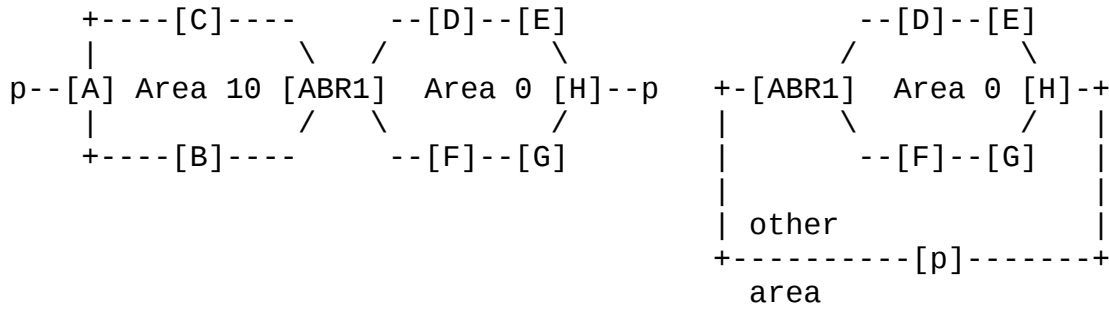 +----[C]----     --[D]--[E]                    --[D]--[E]
    |           \   /          \                  /          \
p--[A] Area 10 [ABR1]  Area 0 [H]--p   +-[ABR1]  Area 0 [H]-+
    |           /   \          /        |      \          /  |
    +----[B]----     --[F]--[G]         |       --[F]--[G]   |
                                        |                    |
                                        | other              |
                                        +----------[p]-------+
                                          area